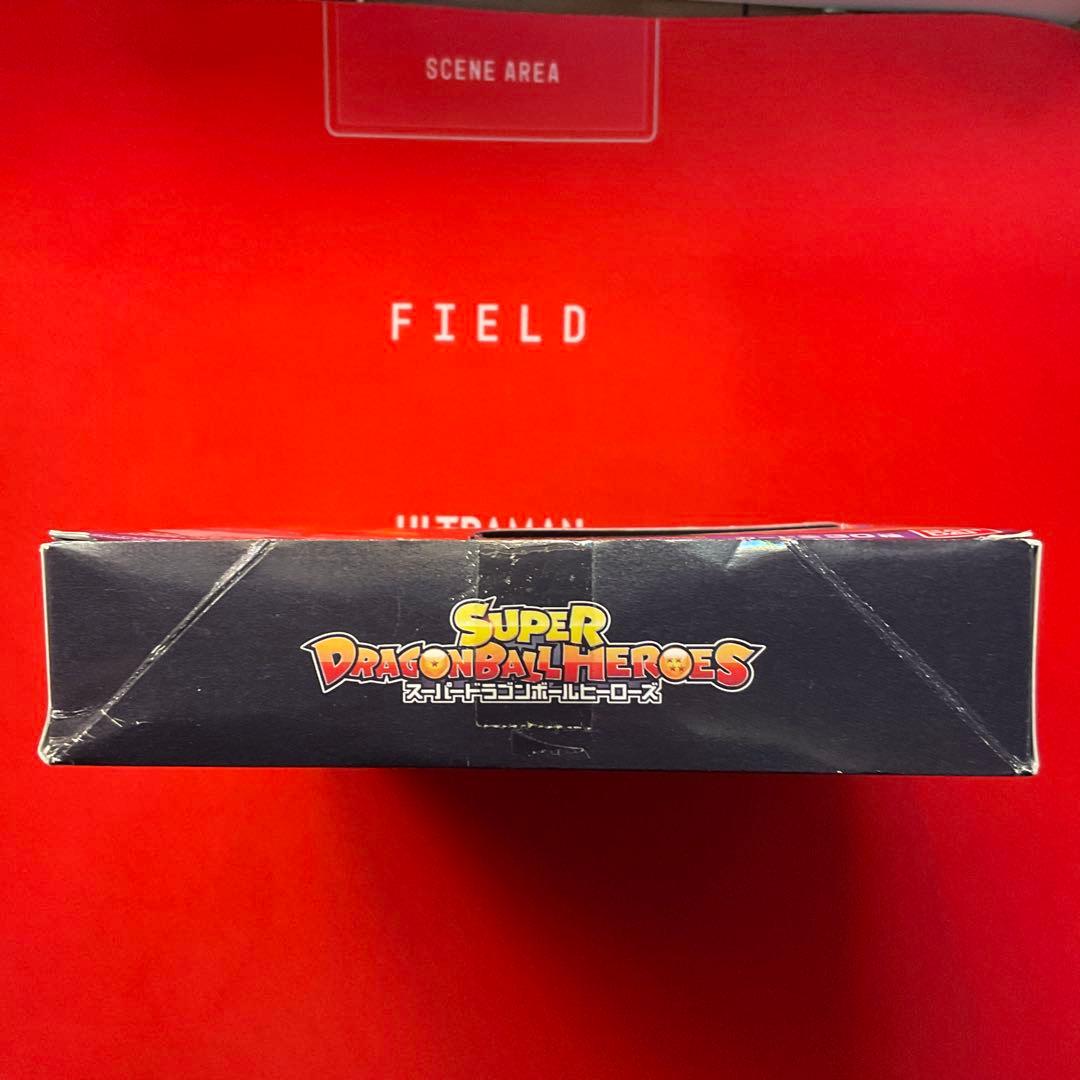 SCENE AREA
FIELD
ULTRAMAN
SUPER
DRAGONBALL HEROES
スーパードラゴンボールヒーローズ